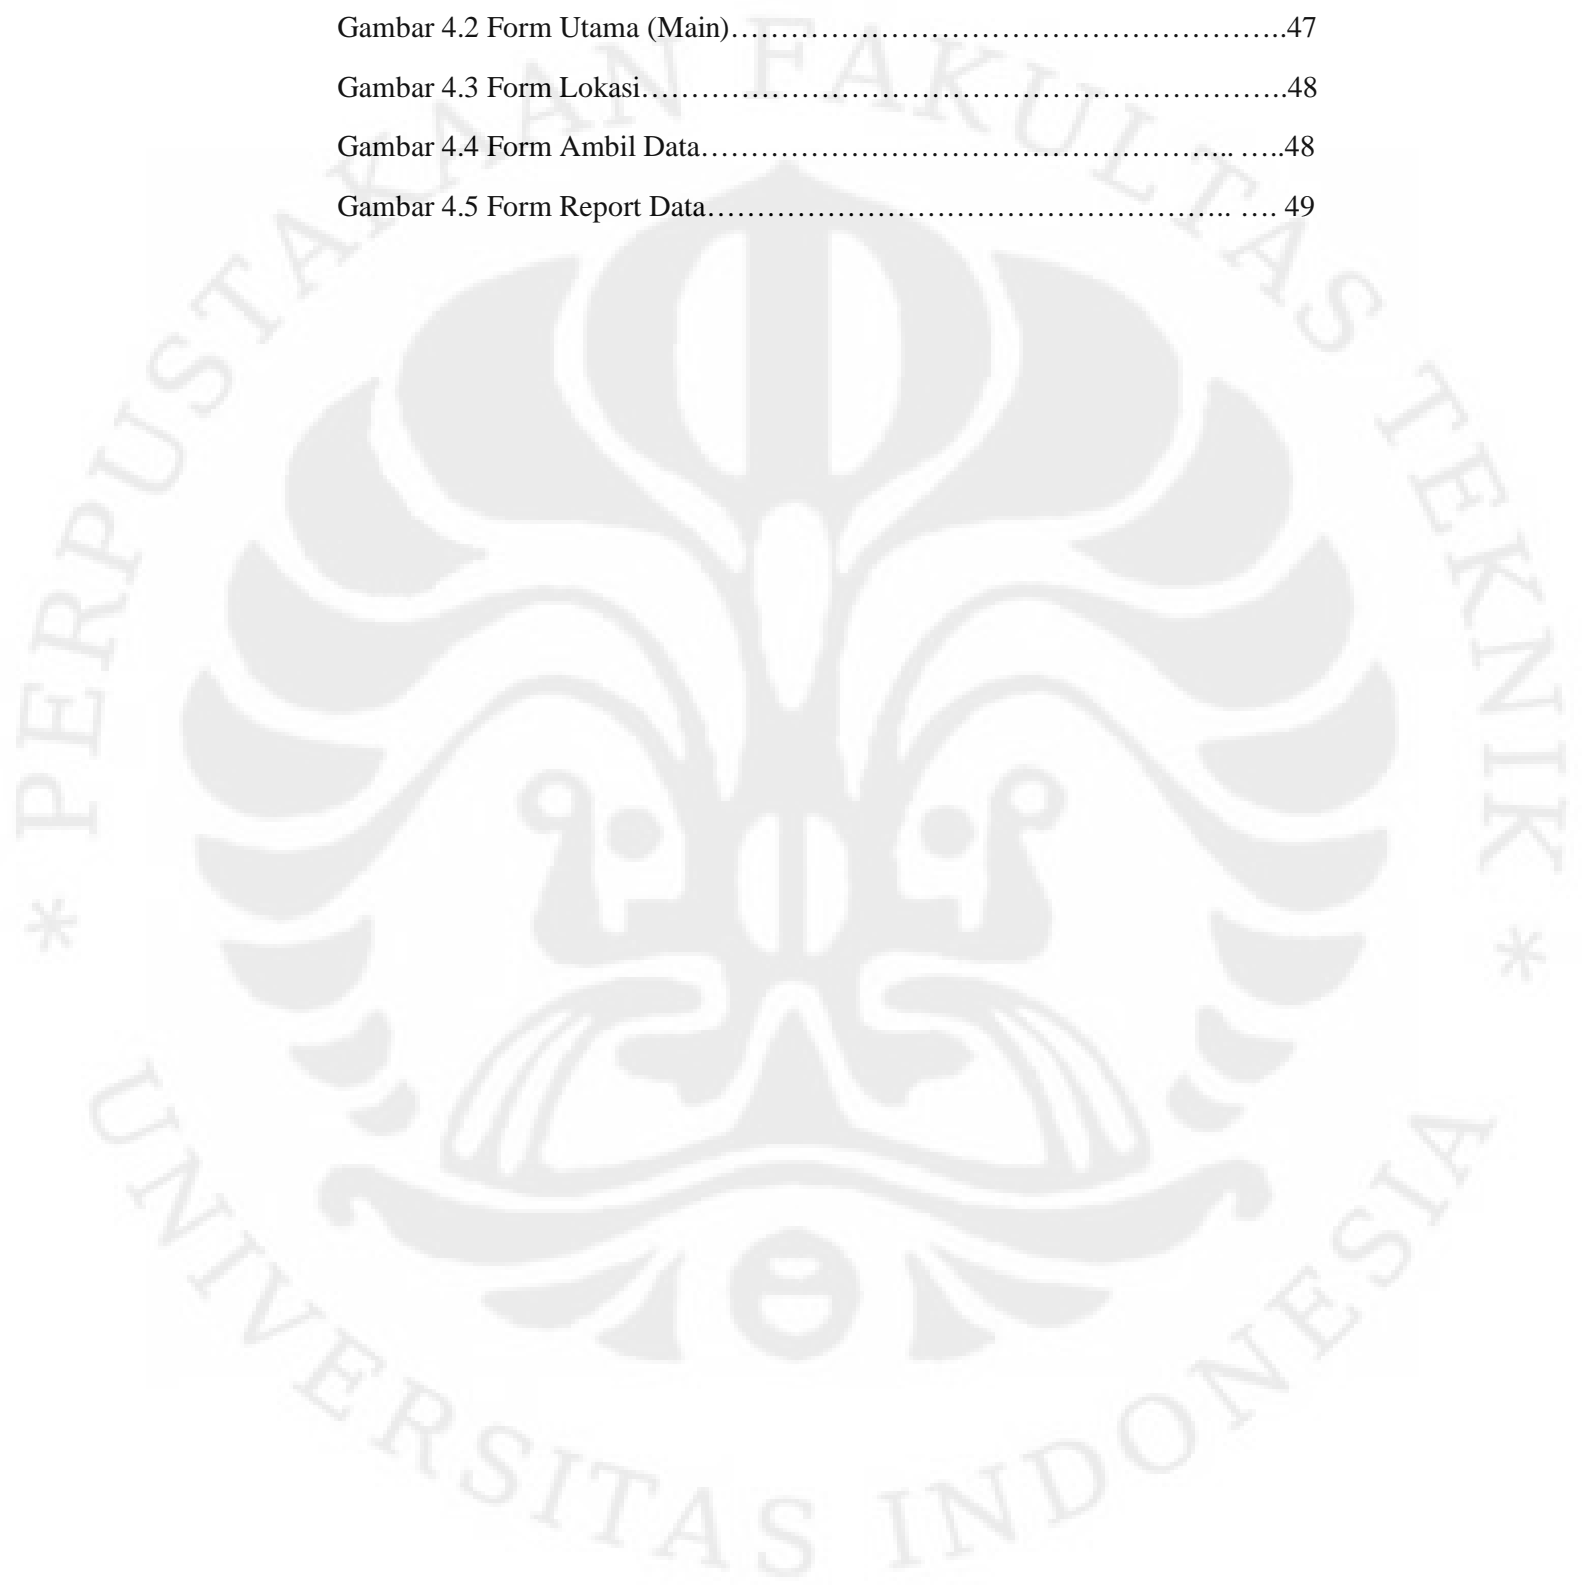 Gambar 4.2 Form Utama (Main)……………………………………………….47
Gambar 4.3 Form Lokasi……………………………………………………….48
Gambar 4.4 Form Ambil Data…………………………………………….. …..48
Gambar 4.5 Form Report Data…………………………………………….. …. 49
* PERPUSTAKAAN FAKULTAS TEKNIK *
UNIVERSITAS INDONESIA